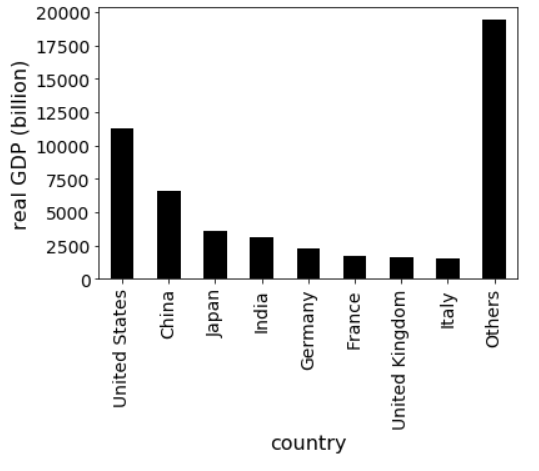 real GDP (billion)
20000
17500
15000
12500
10000
7500
5000
2500
0
United States
China
Japan
India
Germany
France
United Kingdom
Italy
Others
country